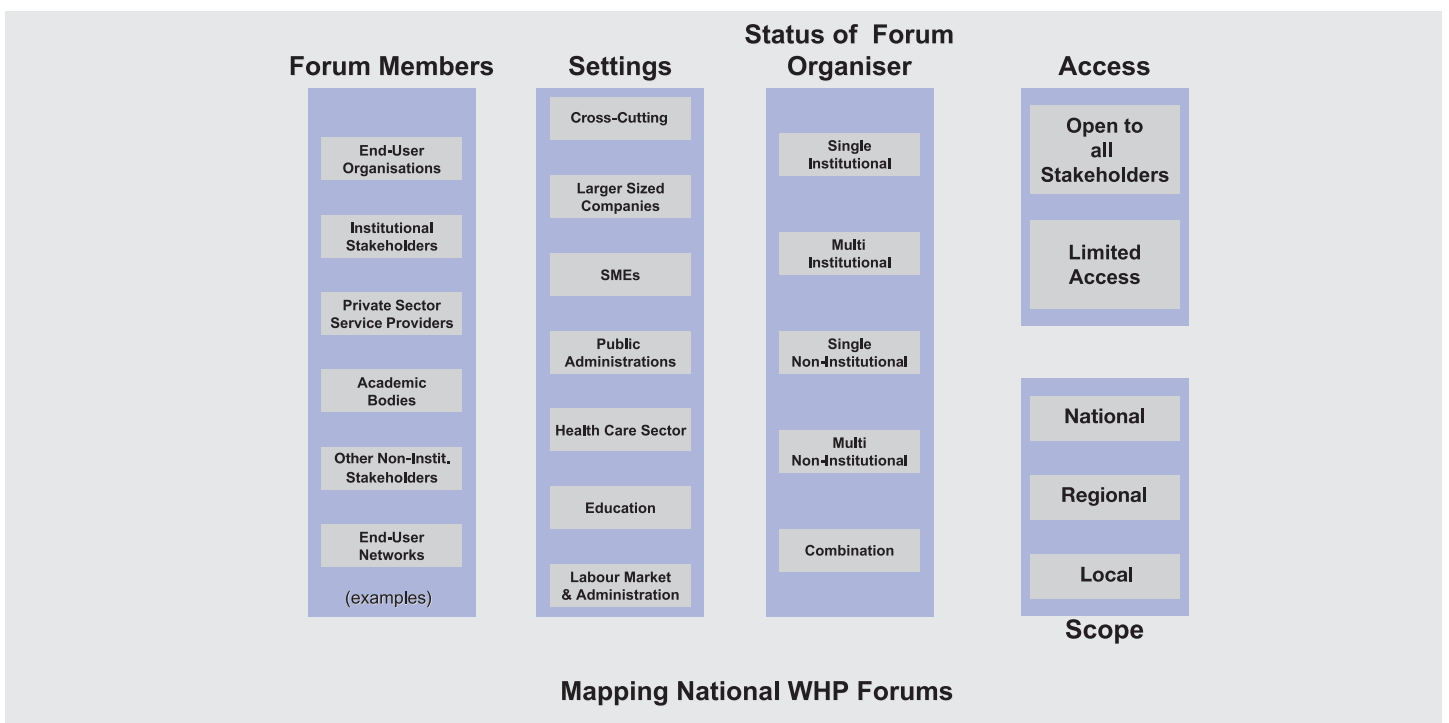 Forum Members
End-User
Organisations
Institutional
Stakeholders
Private Sector
Service Providers
Academic
Bodies
Other Non-Instit.
Stakeholders
End-User
Networks
(examples)
Settings
Cross-Cutting
Larger Sized
Companies
SMEs
Public
Administrations
Health Care Sector
Education
Labour Market
& Administration
Status of Forum
Organiser
Single
Institutional
Multi
Institutional
Single
Non-Institutional
Multi
Non-Institutional
Combination
Access
Open to
all
Stakeholders
Limited
Access
National
Regional
Local
Scope
Mapping National WHP Forums